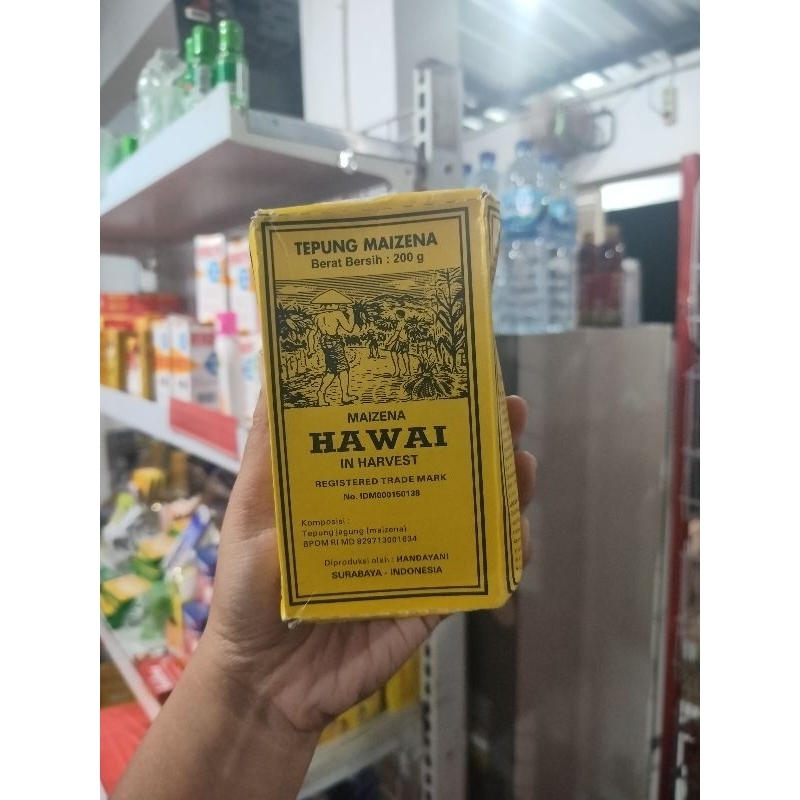 TEPUNG MAIZENA
Berat Bersih : 200 g
MAIZENA
HAWAI
IN HARVEST
REGISTERED TRADE MARK
No. IDM000150138
Komposisi :
Tepung jagung (maizena)
BPOM RI MD 829713001634
Diproduksi oleh : HANDAYANI
SURABAYA - INDONESIA